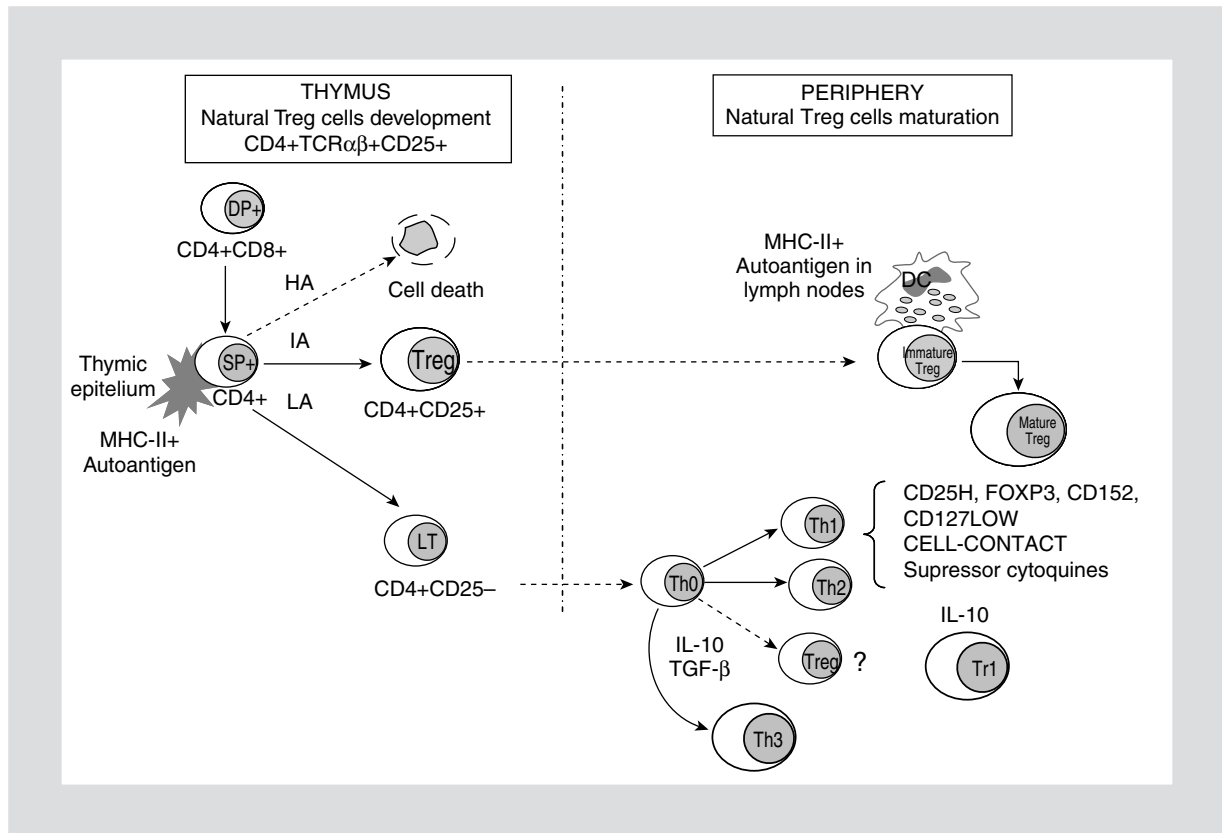 THYMUS
Natural Treg cells development
CD4+TCRαβ+CD25+
DP+
CD4+CD8+
HA
Cell death
IA
SP+
Treg
Thymic
epitelium
CD4+
LA
CD4+CD25+
MHC-II+
Autoantigen
LT
CD4+CD25–
PERIPHERY
Natural Treg cells maturation
MHC-II+
Autoantigen in
lymph nodes
DC
Immature
Treg
Mature
Treg
CD25H, FOXP3, CD152,
CD127LOW
CELL-CONTACT
Supressor cytoquines
Th1
Th0
Th2
IL-10
TGF-β
Treg ?
Th3
IL-10
Tr1